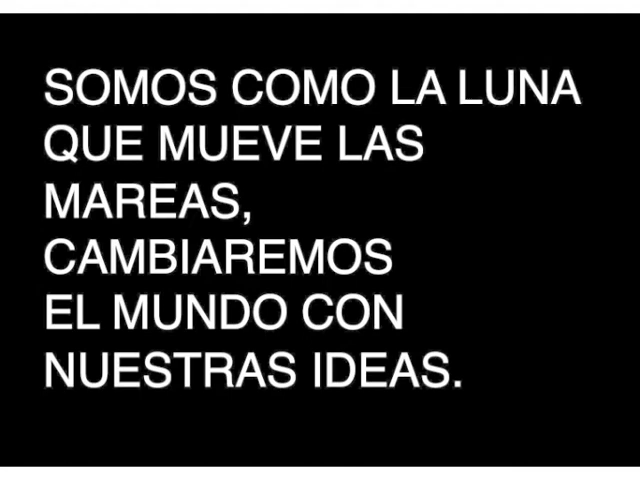 SOMOS COMO LA LUNA
QUE MUEVE LAS
MAREAS,
CAMBIAREMOS
EL MUNDO CON
NUESTRAS IDEAS.